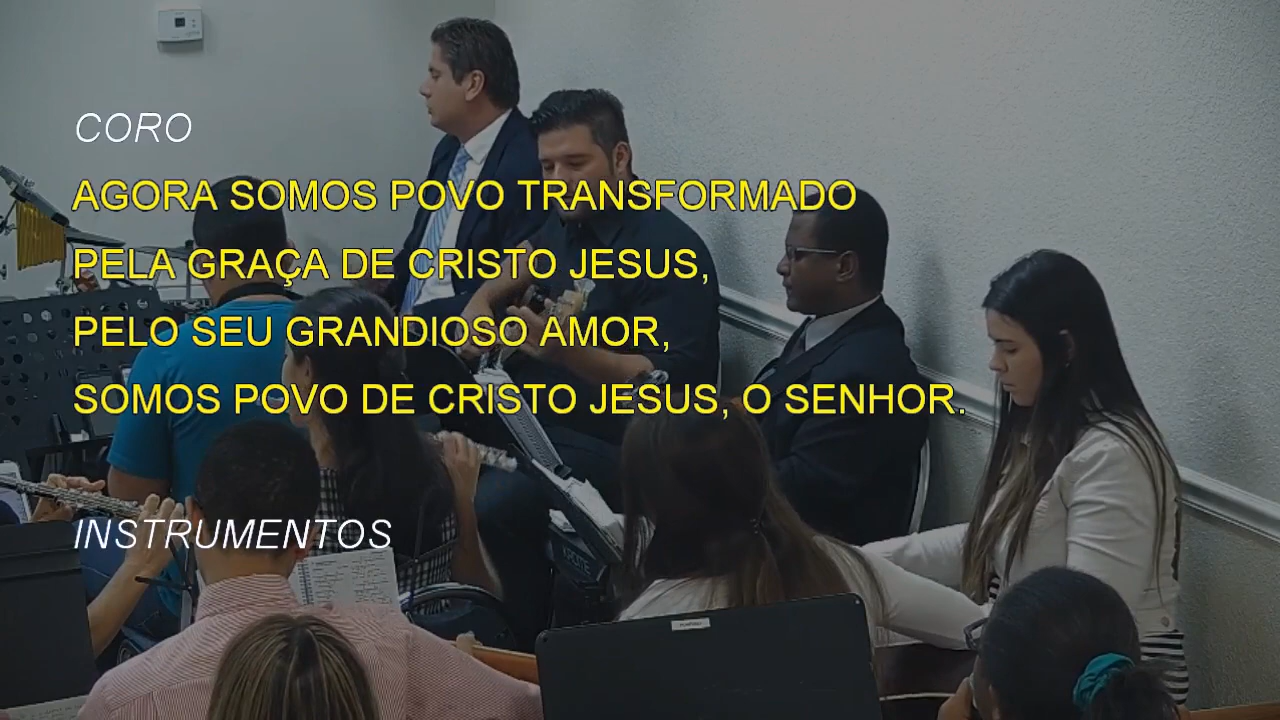 CORO
AGORA SOMOS POVO TRANSFORMADO
PELA GRAÇA DE CRISTO JESUS,
PELO SEU GRANDIOSO AMOR,
SOMOS POVO DE CRISTO JESUS, O SENHOR.
INSTRUMENTOS